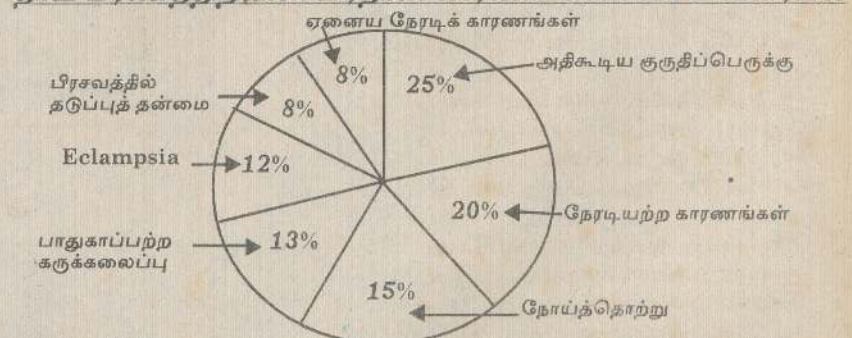 ஏனைய நேரடிக் காரணங்கள்
8%
25%
அதிகூடிய குருதிப்பெருக்கு
பிரசவத்தில்
தடுப்புத் தன்மை
8%
Eclampsia
12%
20%
நேரடியற்ற காரணங்கள்
பாதுகாப்பற்ற
கருக்கலைப்பு
13%
15%
நோய்த்தொற்று